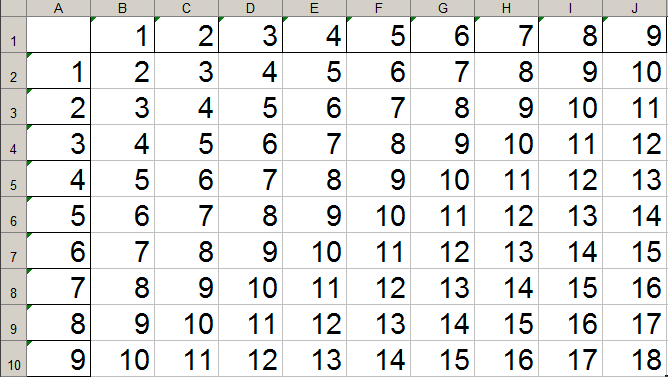 A B C D E F G H I J
1 1 2 3 4 5 6 7 8 9
2 1 2 3 4 5 6 7 8 9 10
3 2 3 4 5 6 7 8 9 10 11
4 3 4 5 6 7 8 9 10 11 12
5 4 5 6 7 8 9 10 11 12 13
6 5 6 7 8 9 10 11 12 13 14
7 6 7 8 9 10 11 12 13 14 15
8 7 8 9 10 11 12 13 14 15 16
9 8 9 10 11 12 13 14 15 16 17
10 9 10 11 12 13 14 15 16 17 18